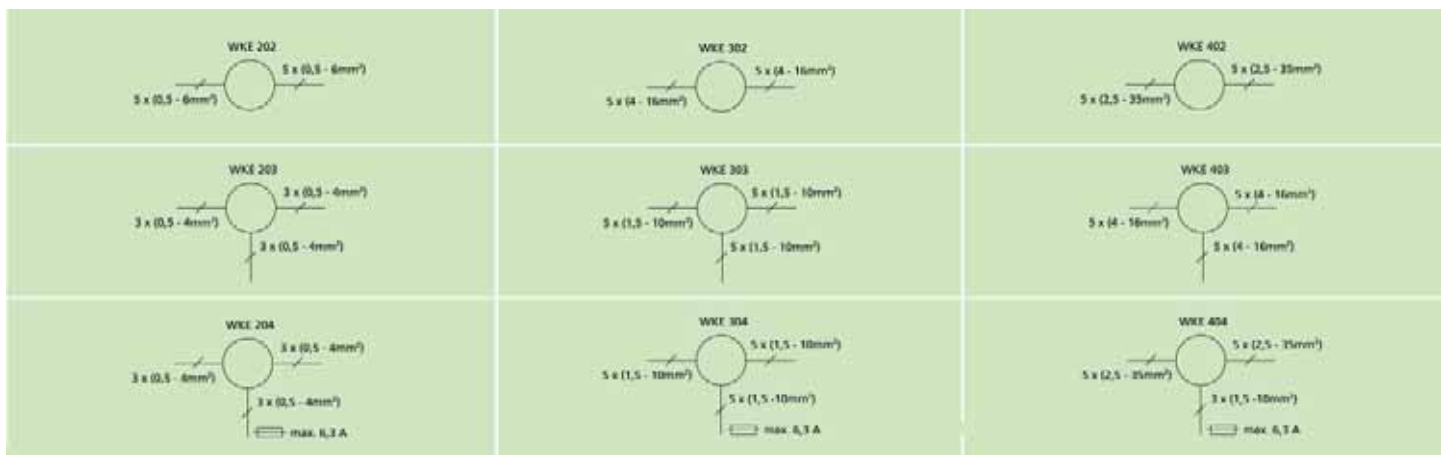 WKE 202
5 x (0,5 - 6mm²)
5 x (0,5 - 6mm²)
WKE 302
5 x (4 - 16mm²)
5 x (4 - 16mm²)
WKE 402
5 x (2,5 - 35mm²)
5 x (2,5 - 35mm²)
WKE 203
3 x (0,5 - 4mm²)
3 x (0,5 - 4mm²)
3 x (0,5 - 4mm²)
WKE 303
5 x (1,5 - 10mm²)
5 x (1,5 - 10mm²)
5 x (1,5 - 10mm²)
WKE 403
5 x (4 - 16mm²)
5 x (4 - 16mm²)
5 x (4 - 16mm²)
WKE 204
3 x (0,5 - 4mm²)
3 x (0,5 - 4mm²)
3 x (0,5 - 4mm²)
max. 6,3 A
WKE 304
5 x (1,5 - 10mm²)
5 x (1,5 - 10mm²)
5 x (1,5 -10mm²)
max. 6,3 A
WKE 404
5 x (2,5 - 35mm²)
5 x (2,5 - 35mm²)
3 x (1,5 -10mm²)
max. 6,3 A